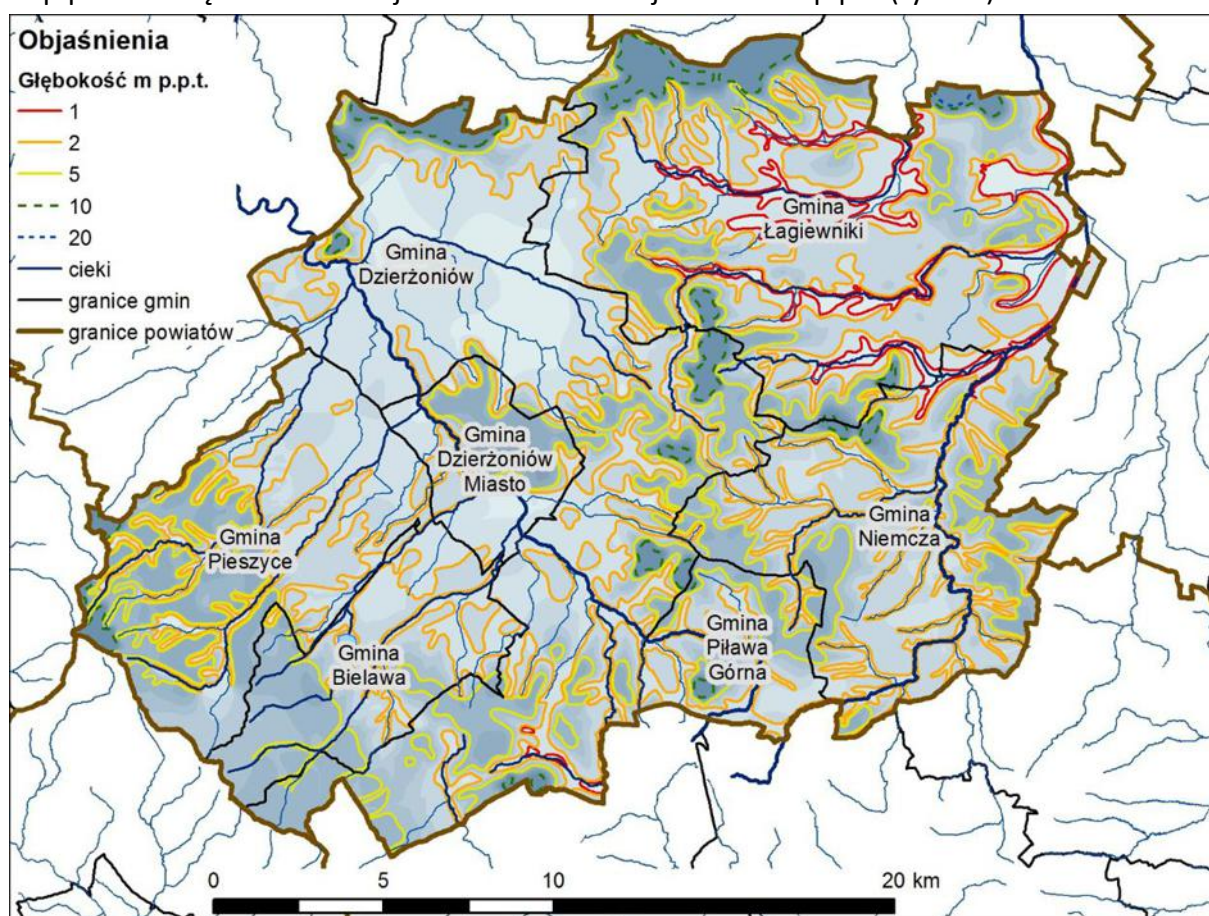 Objaśnienia
Głębokość m p.p.t.
1
2
5
10
20
cieki
granice gmin
granice powiatów
Gmina
Łagiewniki
Gmina
Dzierżoniów
Gmina
Dzierżoniów
Miasto
Gmina
Niemcza
Gmina
Pieszyce
Gmina
Piława
Górna
Gmina
Bielawa
0 5 10 20 km